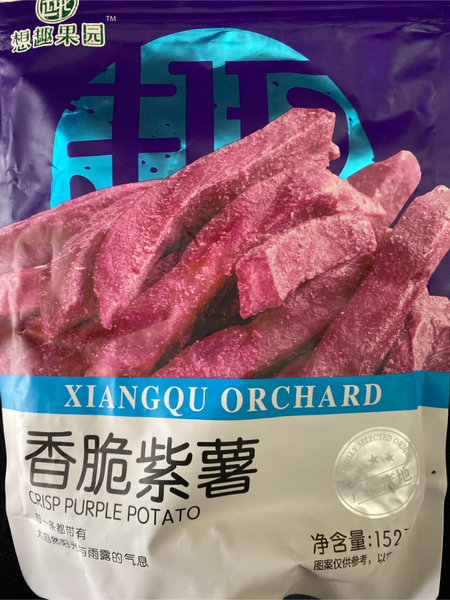 想趣果园™
XIANGQU ORCHARD
香脆紫薯
CRISP PURPLE POTATO
每一条都带有
大自然阳光与雨露的气息
净含量:152
图案仅供参考,以